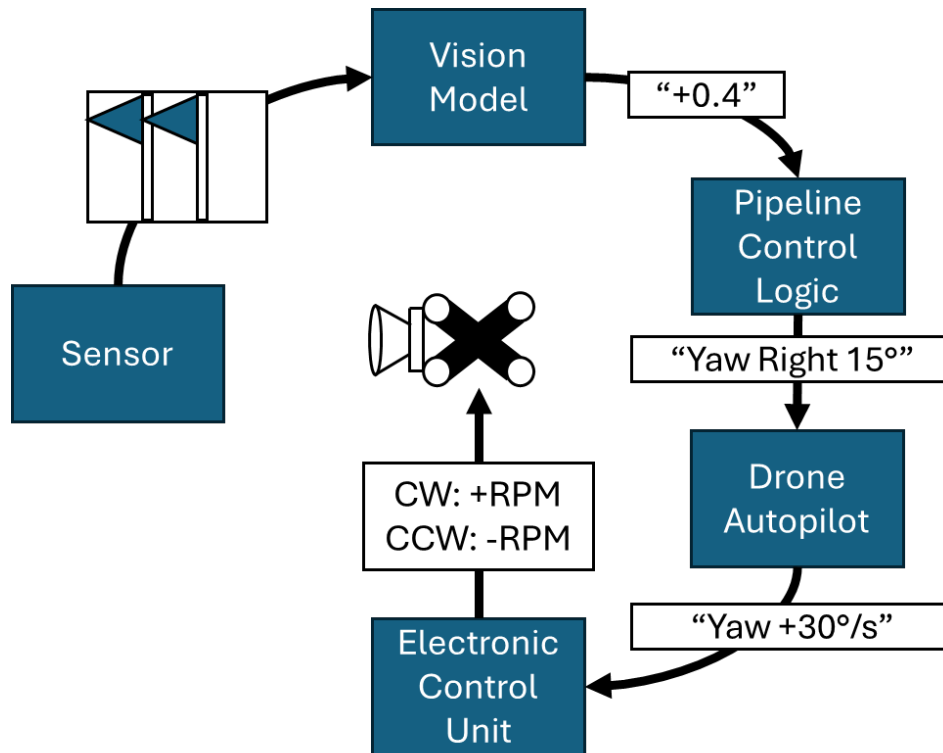 Vision
Model
“+0.4”
Pipeline
Control
Logic
Sensor
“Yaw Right 15°”
Drone
Autopilot
CW: +RPM
CCW: -RPM
“Yaw +30°/s”
Electronic
Control
Unit